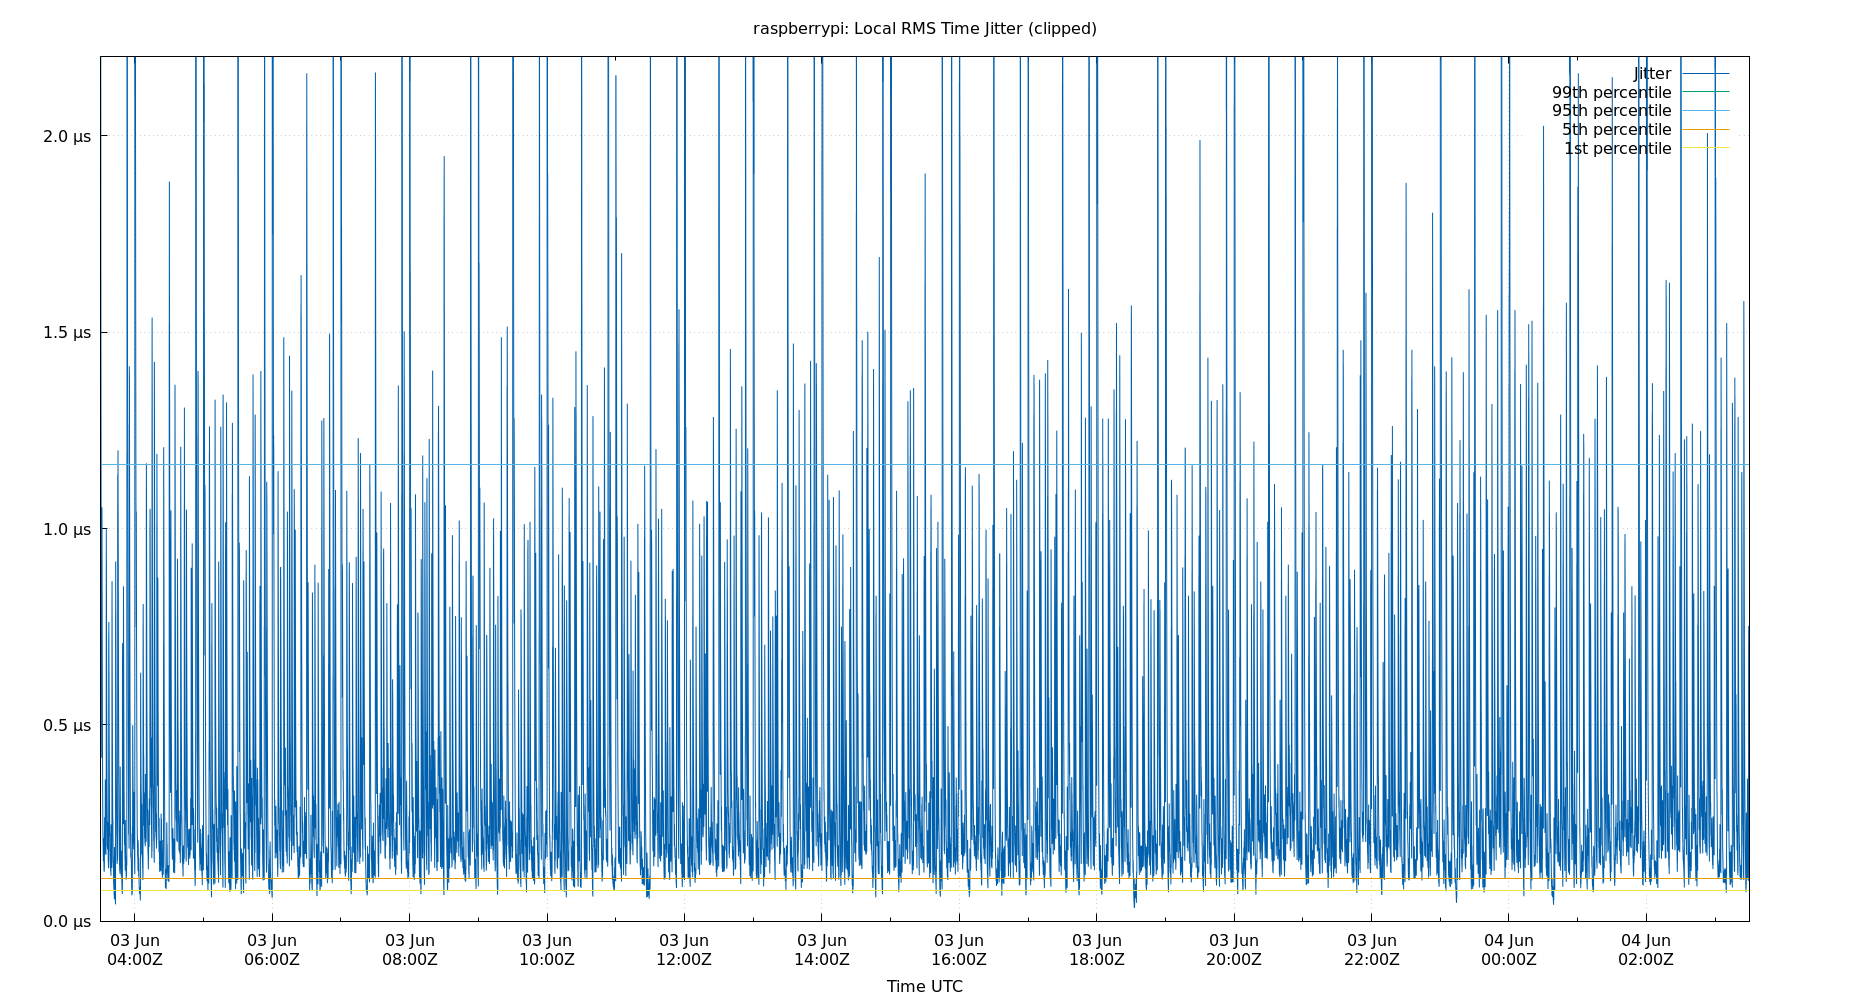 raspberrypi: Local RMS Time Jitter (clipped)
Jitter
99th percentile
95th percentile
5th percentile
1st percentile
2.0 µs
1.5 µs
1.0 µs
0.5 µs
0.0 µs
03 Jun 03 Jun 03 Jun 03 Jun 03 Jun 03 Jun 03 Jun 03 Jun 03 Jun 03 Jun 04 Jun 04 Jun
04:00Z 06:00Z 08:00Z 10:00Z 12:00Z 14:00Z 16:00Z 18:00Z 20:00Z 22:00Z 00:00Z 02:00Z
Time UTC